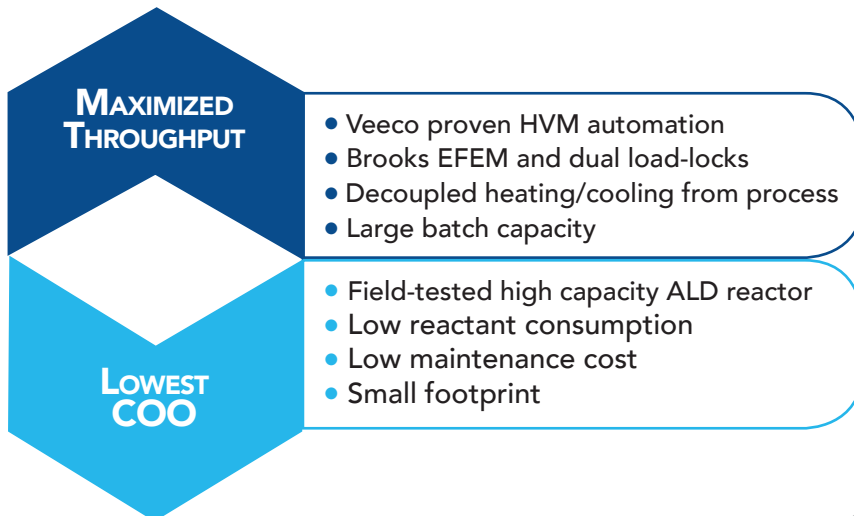 MAXIMIZED
THROUGHPUT
• Veeco proven HVM automation
• Brooks EFEM and dual load-locks
• Decoupled heating/cooling from process
• Large batch capacity
LOWEST
COO
• Field-tested high capacity ALD reactor
• Low reactant consumption
• Low maintenance cost
• Small footprint